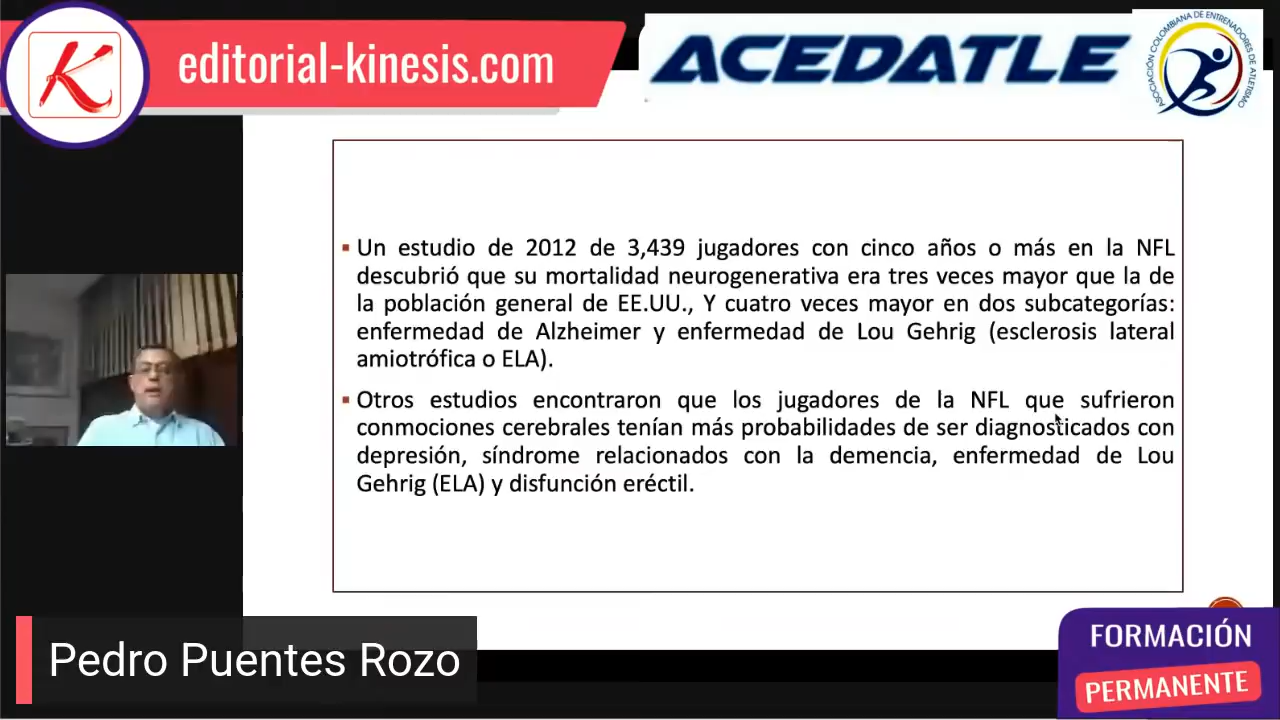 K
editorial-kinesis.com
ACEDATLE
ASOCIACIÓN COLOMBIANA DE ENTRENADORES DE ATLETISMO
▪ Un estudio de 2012 de 3,439 jugadores con cinco años o más en la NFL
descubrió que su mortalidad neurogenerativa era tres veces mayor que la de
la población general de EE.UU., Y cuatro veces mayor en dos subcategorías:
enfermedad de Alzheimer y enfermedad de Lou Gehrig (esclerosis lateral
amiotrófica o ELA).
▪ Otros estudios encontraron que los jugadores de la NFL que sufrieron
conmociones cerebrales tenían más probabilidades de ser diagnosticados con
depresión, síndrome relacionados con la demencia, enfermedad de Lou
Gehrig (ELA) y disfunción eréctil.
Pedro Puentes Rozo
FORMACIÓN
PERMANENTE